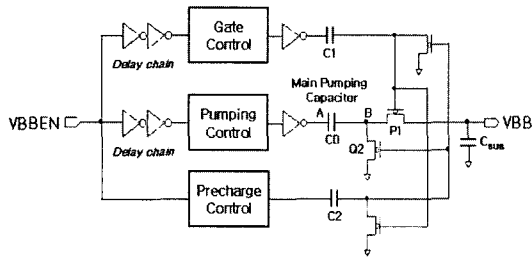 Gate
Control
C1
Delay chain
Main Pumping
Capacitor
VBBEN
Pumping
Control
A
C0
B
P1
VBB
Delay chain
Q2
Csus
Precharge
Control
C2